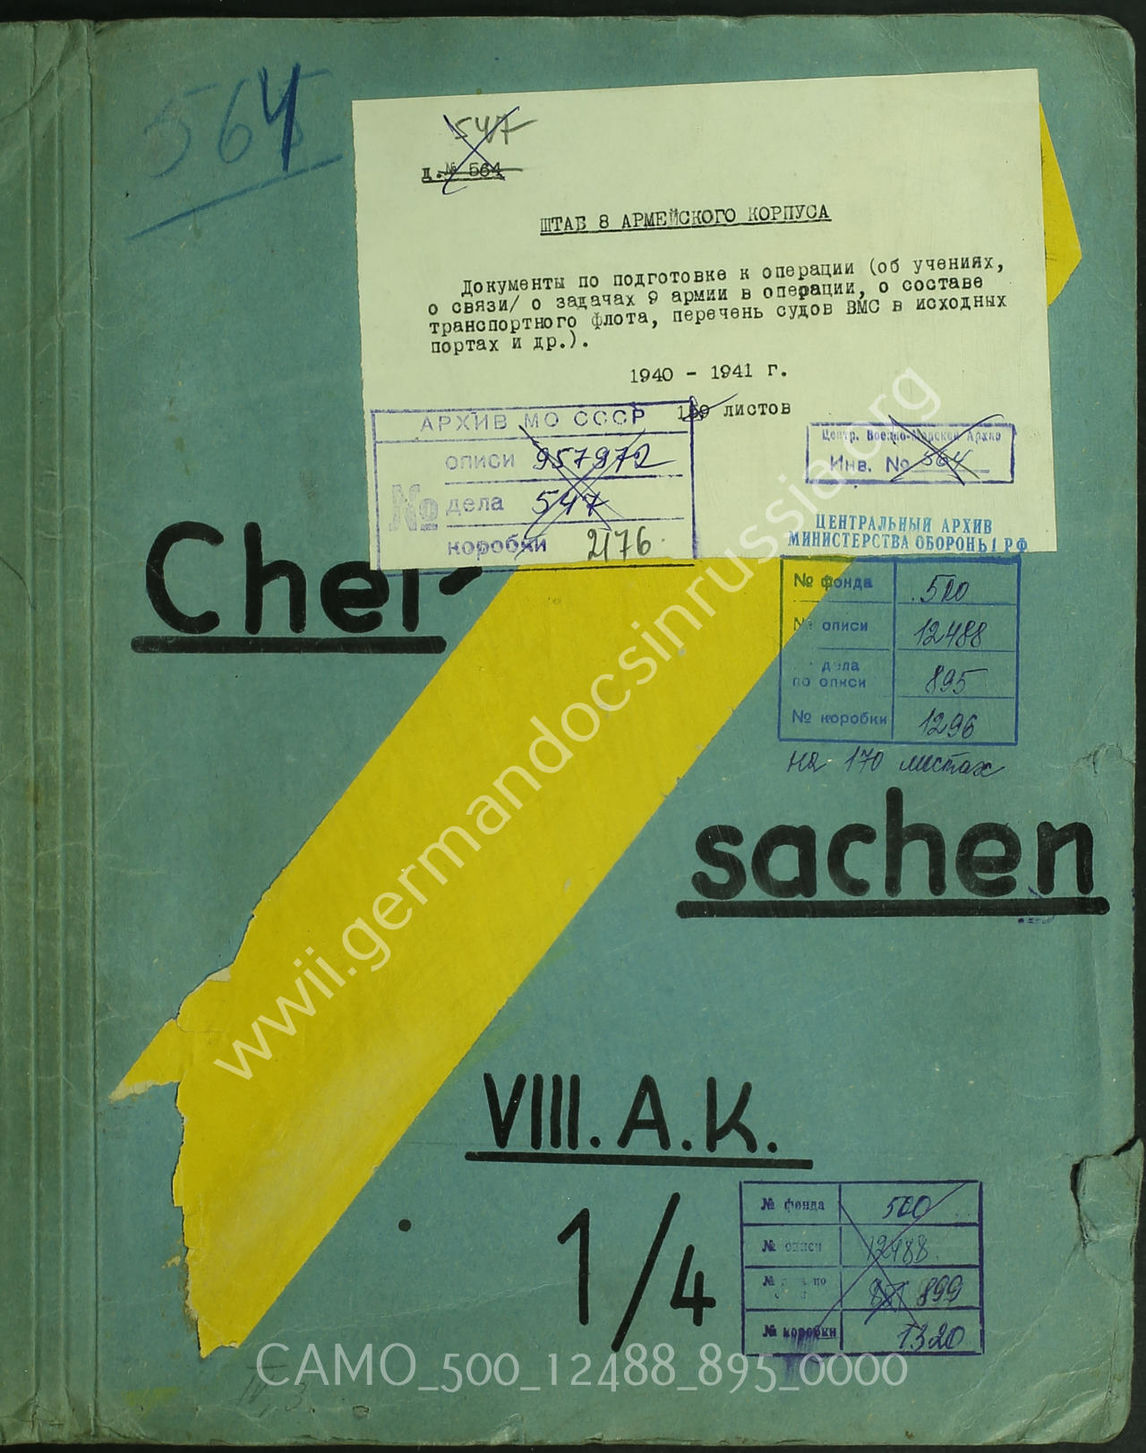 564
547
Д.№ 564
ШТАБ 8 АРМЕЙСКОГО КОРПУСА
Документы по подготовке к операции (об учениях,
о связи/ о задачах 9 армии в операции, о составе
транспортного флота, перечень судов ВМС в исходных
портах и др.).
1940 - 1941 г.
159 листов
АРХИВ МО СССР
№
описи 957972
дела 547
коробки 2176
Центр. Военно-Морской Архив
Инв. № 564
ЦЕНТРАЛЬНЫЙ АРХИВ
МИНИСТЕРСТВА ОБОРОНЫ РФ
№ фонда 500
№ описи 12488
дела
по описи 895
№ коробки 1296
на 170 листах
Chef-
sachen
VIII. A.K.
1/4
№ фонда 500
№ описи 12488
№ по 899
№ коробки 1320
wwii.germandocsinrussia.org
CAMO_500_12488_895_0000